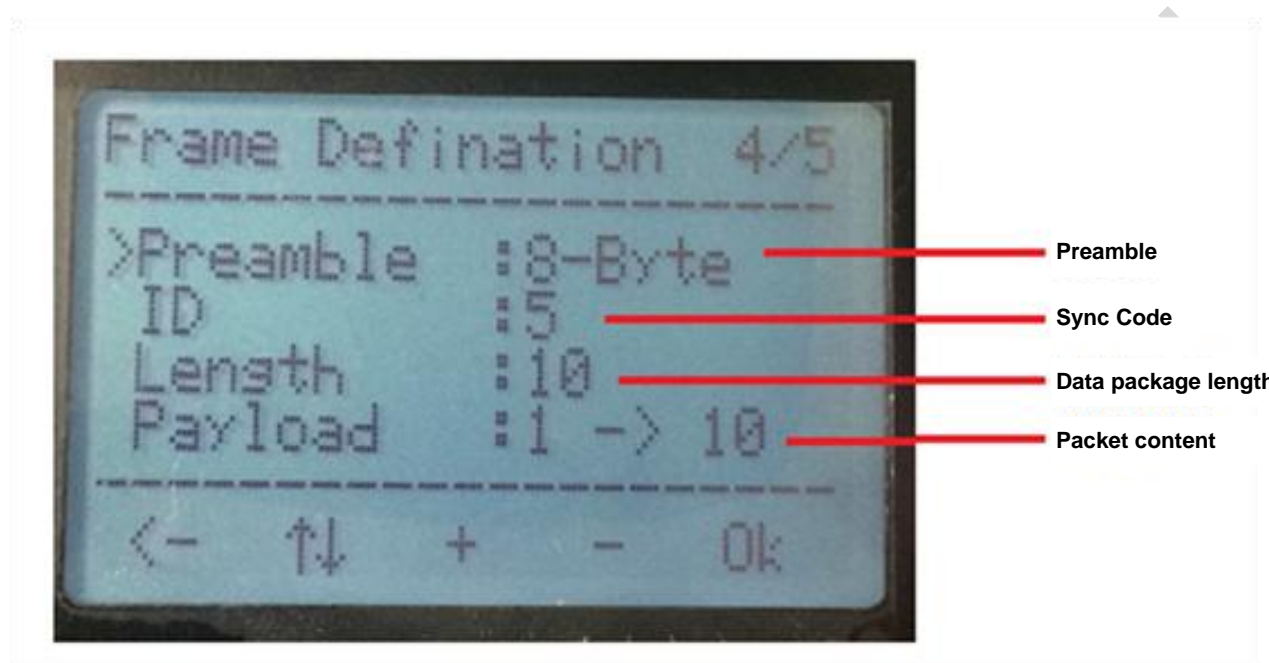 Frame Defination 4/5
>Preamble :8-Byte
Preamble
ID :5
Sync Code
Length :10
Data package length
Payload :1 -> 10
Packet content
<- ↑↓ + - Ok